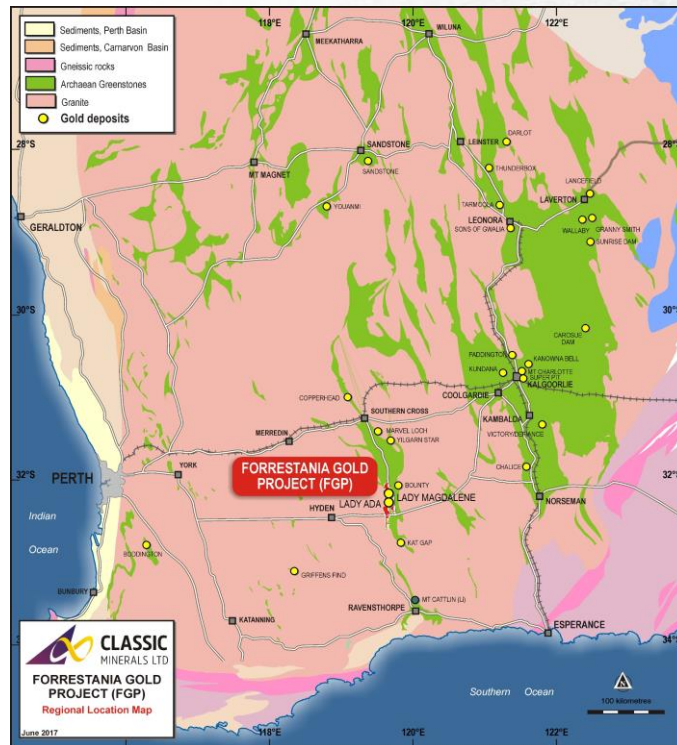 118°E
120°E
122°E
Sediments, Perth Basin
Sediments, Carnarvon Basin
Gneissic rocks
Archaean Greenstones
Granite
Gold deposits
MEEKATHARRA
WILUNA
28°S
28°S
SANDSTONE
SANDSTONE
LEINSTER
DARLOT
THUNDERBOX
MT MAGNET
YOUANMI
TARMOOLA
LANCEFIELD
LAVERTON
GERALDTON
LEONORA
SONS OF GWALIA
WALLABY
GRANNY SMITH
SUNRISE DAM
30°S
30°S
CAROSUE
DAM
PADDINGTON
KANOWNA BELL
KUNDANA
MT CHARLOTTE
SUPER PIT
KALGOORLIE
COPPERHEAD
COOLGARDIE
SOUTHERN CROSS
KAMBALDA
MERREDIN
MARVEL LOCH
YILGARN STAR
VICTORY/DEFIANCE
32°S
32°S
PERTH
YORK
FORRESTANIA GOLD
PROJECT (FGP)
BOUNTY
CHALICE
LADY MAGDALENE
LADY ADA
NORSEMAN
HYDEN
Indian
Ocean
BODDINGTON
KAT GAP
GRIFFENS FIND
BUNBURY
MT CATTLIN (Li)
RAVENSTHORPE
KATANNING
ESPERANCE
34°S
CLASSIC
MINERALS LTD
FORRESTANIA GOLD
PROJECT (FGP)
Regional Location Map
June 2017
Southern Ocean
100 kilometres
118°E
120°E
122°E